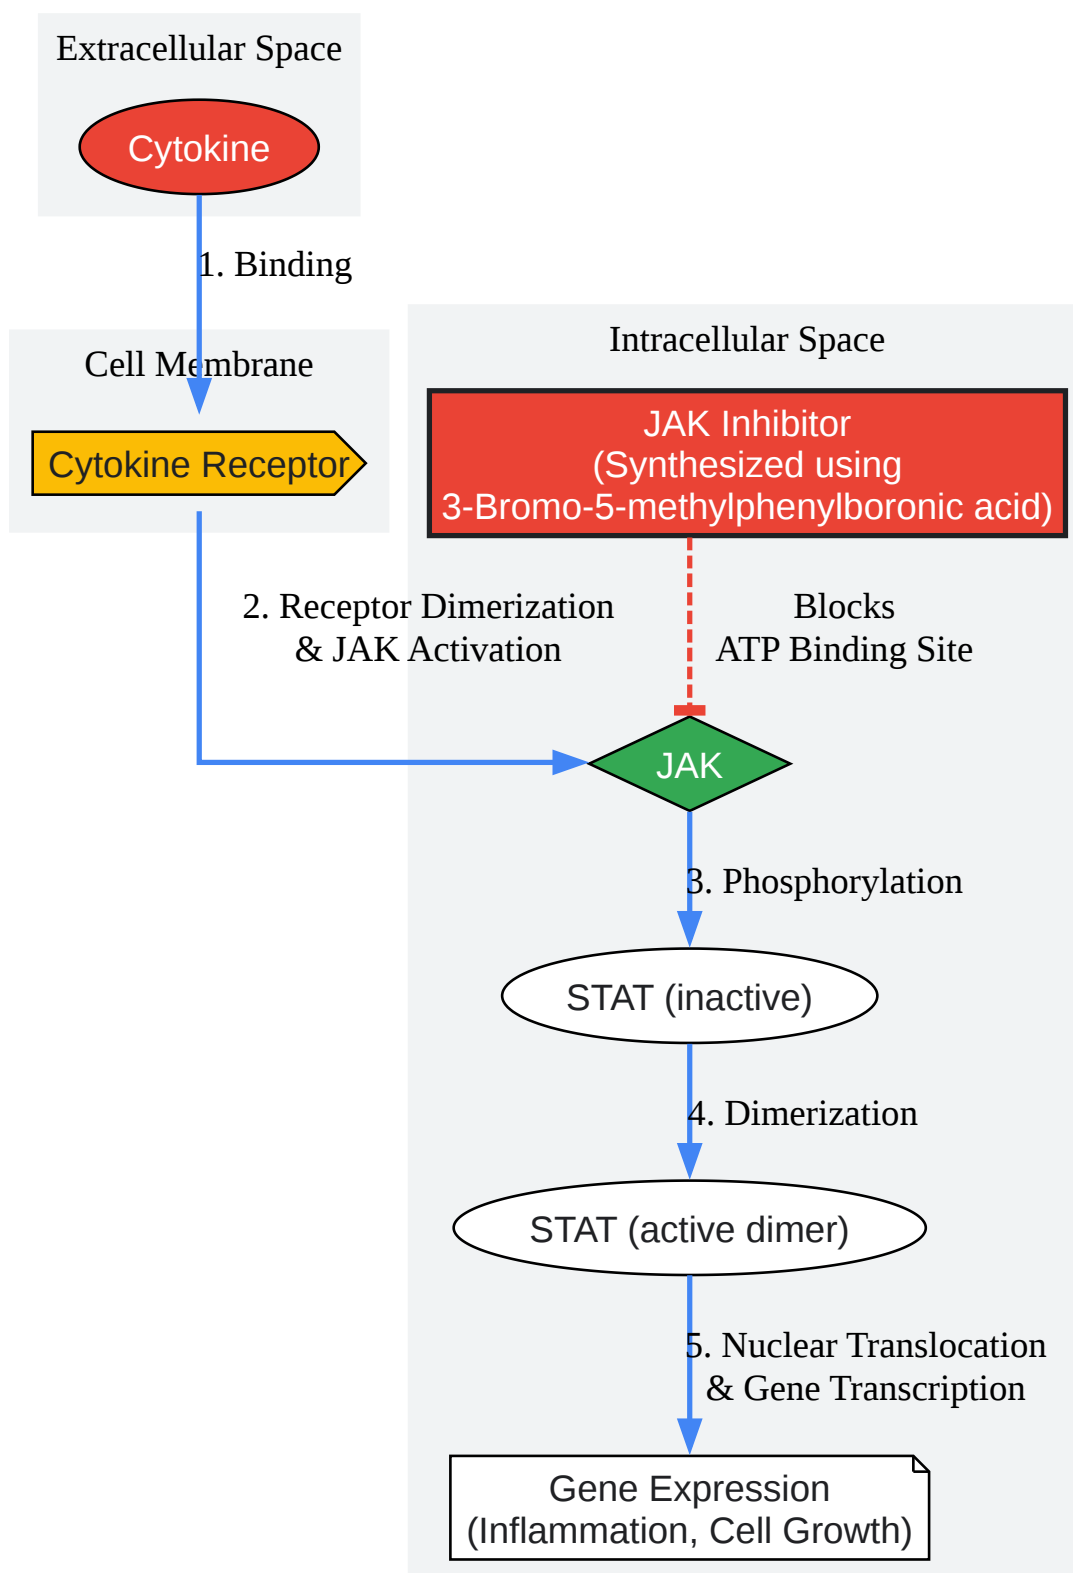 Extracellular Space
Cytokine
1. Binding
Cell Membrane
Cytokine Receptor
Intracellular Space
JAK Inhibitor
(Synthesized using
3-Bromo-5-methylphenylboronic acid)
2. Receptor Dimerization
& JAK Activation
Blocks
ATP Binding Site
JAK
3. Phosphorylation
STAT (inactive)
4. Dimerization
STAT (active dimer)
5. Nuclear Translocation
& Gene Transcription
Gene Expression
(Inflammation, Cell Growth)